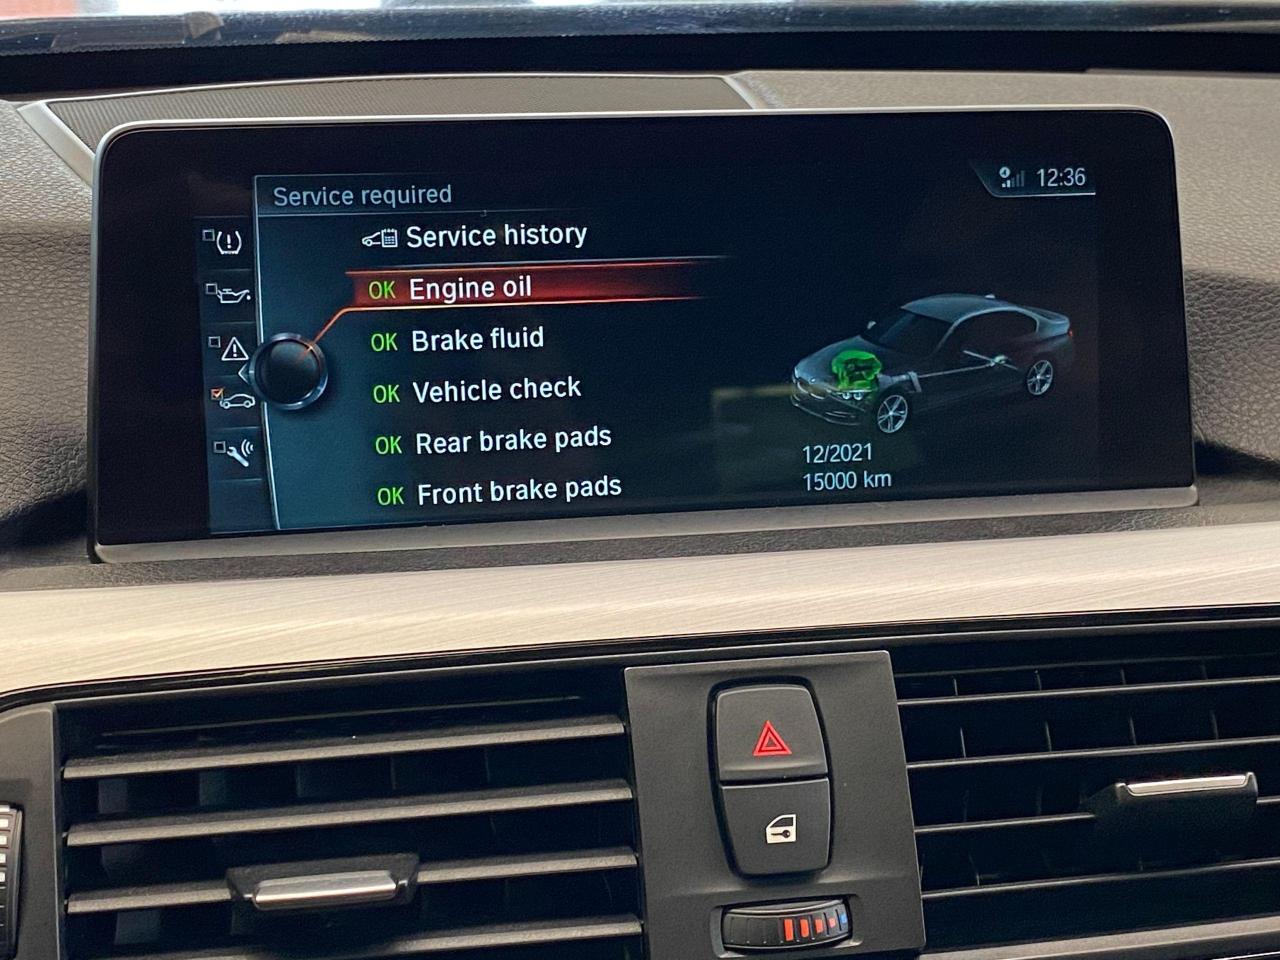 Service required
12:36
Service history
OK Engine oil
OK Brake fluid
OK Vehicle check
OK Rear brake pads
OK Front brake pads
12/2021
15000 km